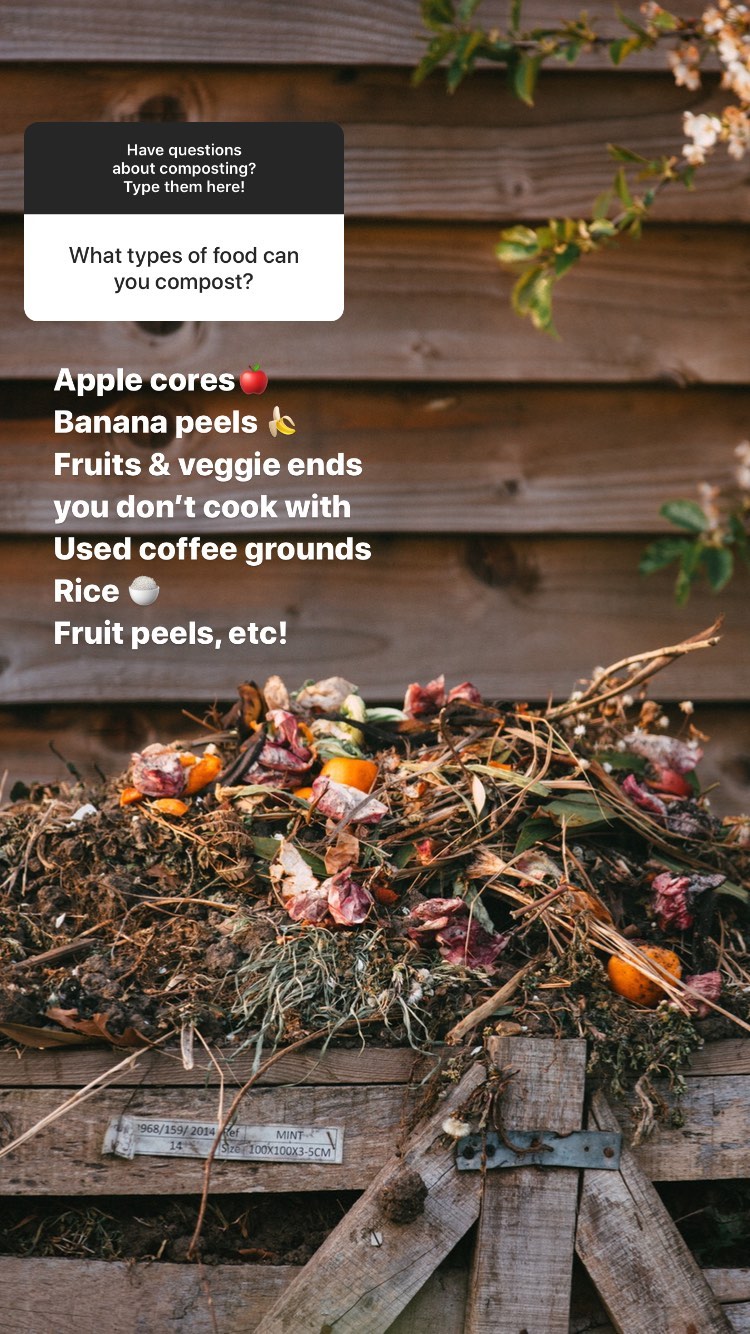 Have questions
about composting?
Type them here!
What types of food can
you compost?
Apple cores🍎
Banana peels 🍌
Fruits & veggie ends
you don’t cook with
Used coffee grounds
Rice 🍚
Fruit peels, etc!
968/159/ 2014 Ref MINT
14 Size 100X100X3-5CM